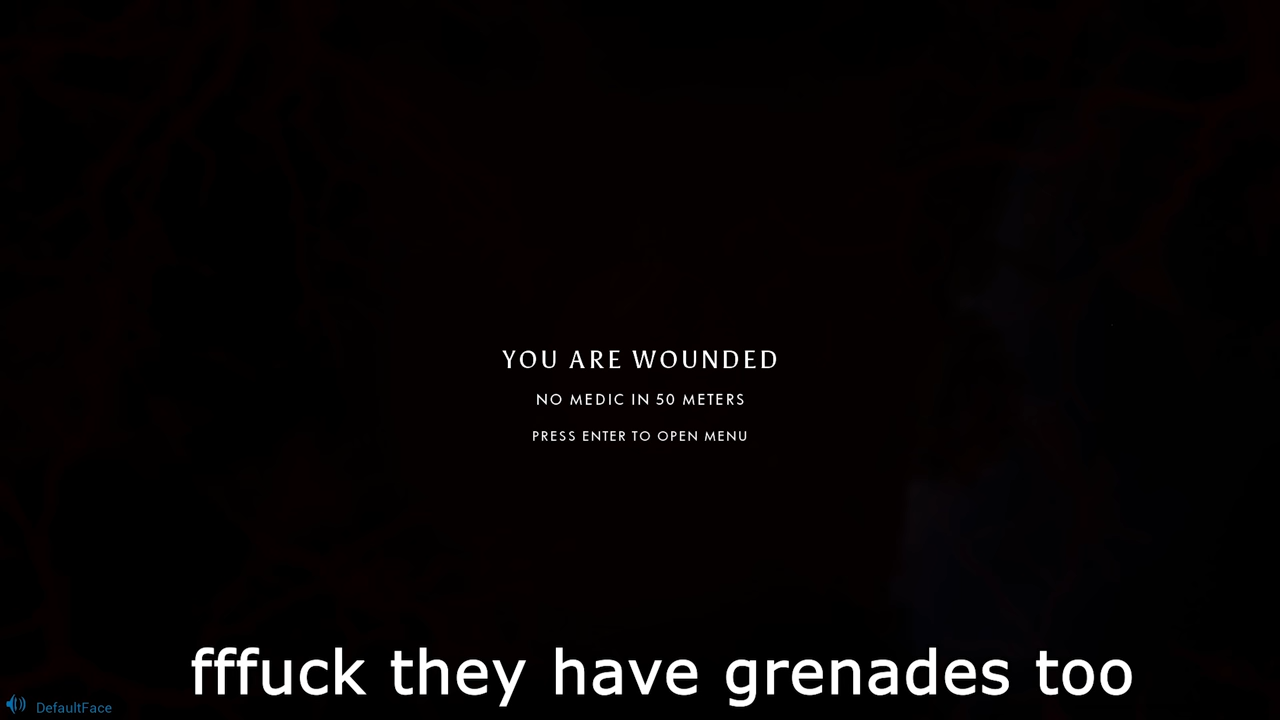 YOU ARE WOUNDED
NO MEDIC IN 50 METERS
PRESS ENTER TO OPEN MENU
fffuck they have grenades too
DefaultFace